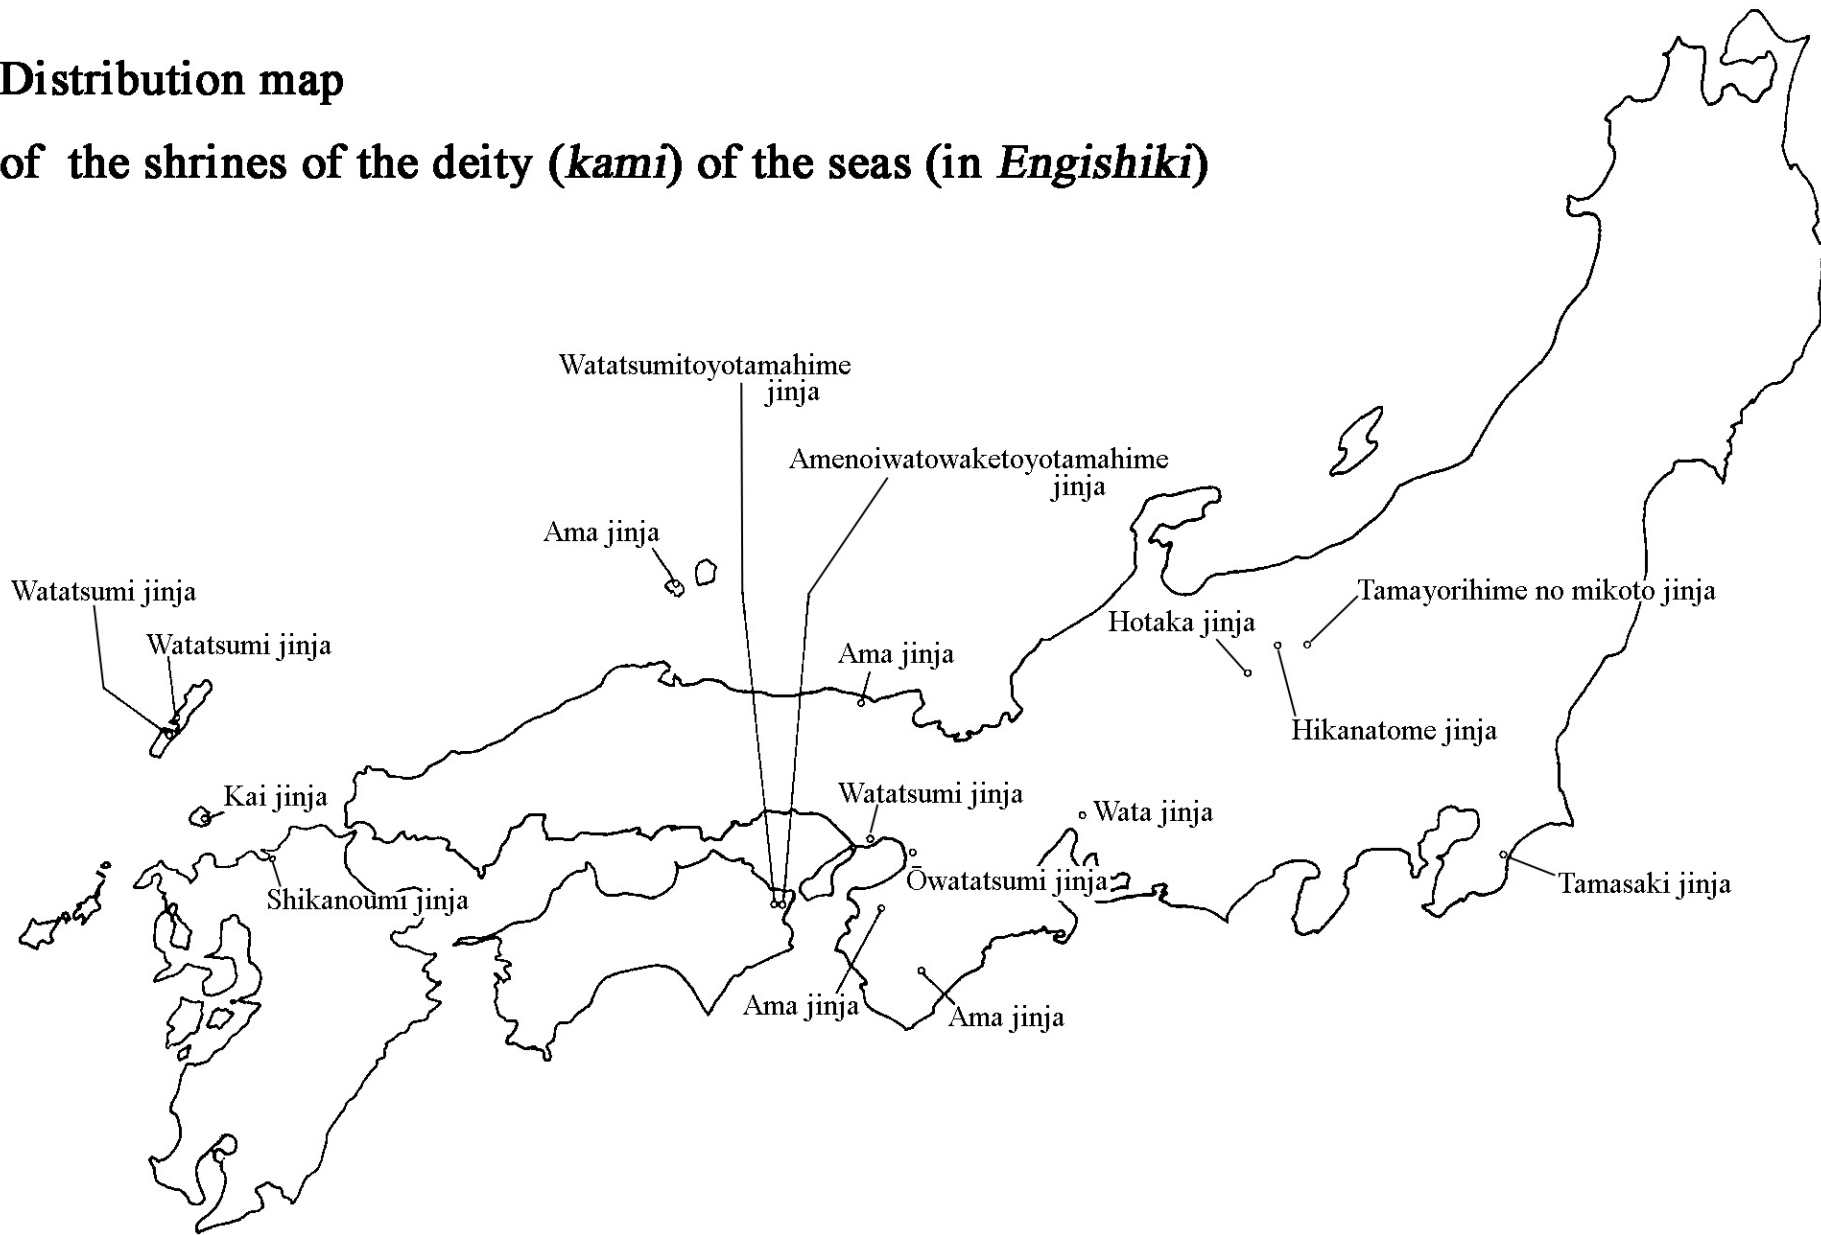 Distribution map
of the shrines of the deity (kami) of the seas (in Engishiki)
Watatsumitoyotamahime
jinja
Amenoiwatowaketoyotamahime
jinja
Ama jinja
Watatsumi jinja
Watatsumi jinja
Tamayorihime no mikoto jinja
Hotaka jinja
Ama jinja
Hikanatome jinja
Kai jinja
Watatsumi jinja
Wata jinja
Shikanoumi jinja
Ōwatatsumi jinja
Tamasaki jinja
Ama jinja
Ama jinja